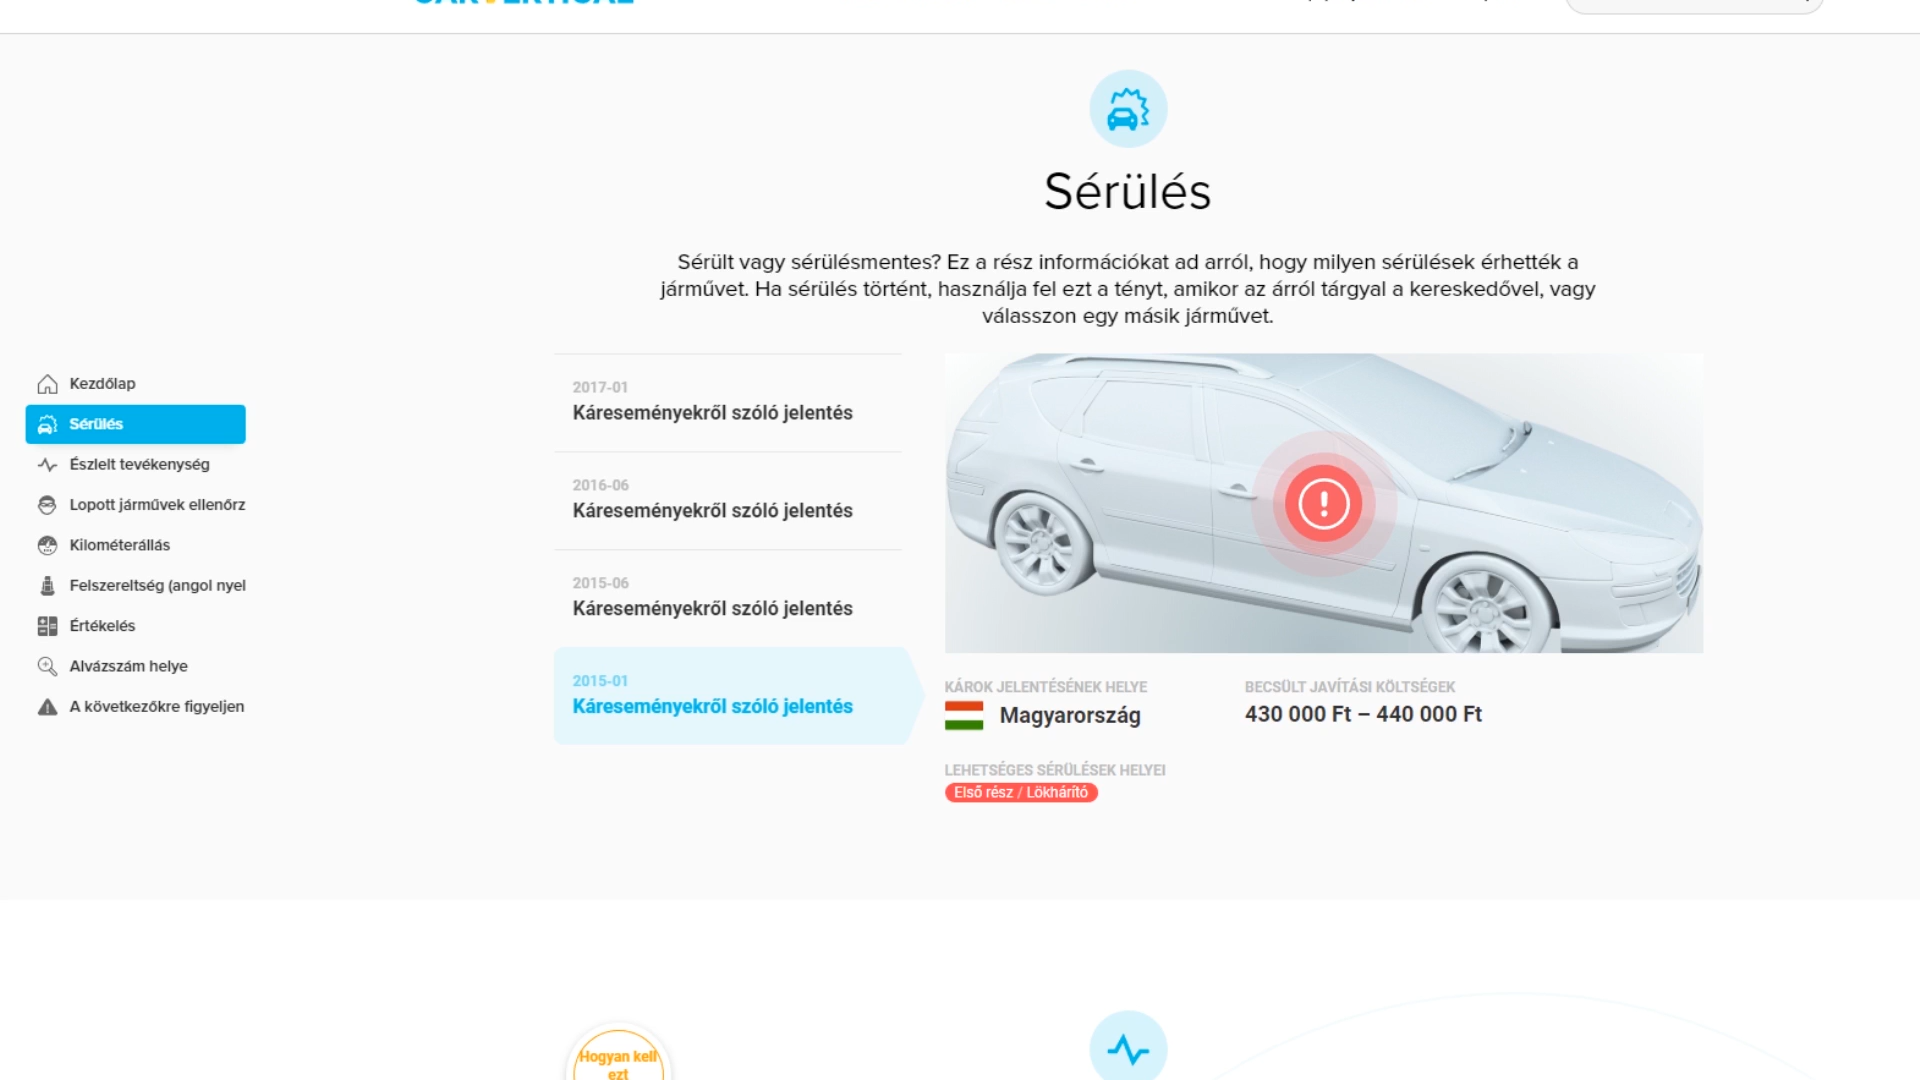 Sérülés
Sérült vagy sérülésmentes? Ez a rész információkat ad arról, hogy milyen sérülések érhették a
járművet. Ha sérülés történt, használja fel ezt a tényt, amikor az árról tárgyal a kereskedővel, vagy
válasszon egy másik járművet.
Kezdőlap
Sérülés
Észlelt tevékenység
Lopott járművek ellenőrz
Kilométerállás
Felszereltség (angol nyel
Értékelés
Alvázszám helye
A következőkre figyeljen
2017-01
Káreseményekről szóló jelentés
2016-06
Káreseményekről szóló jelentés
2015-06
Káreseményekről szóló jelentés
2015-01
Káreseményekről szóló jelentés
KÁROK JELENTÉSÉNEK HELYE
Magyarország
BECSÜLT JAVÍTÁSI KÖLTSÉGEK
430 000 Ft – 440 000 Ft
LEHETSÉGES SÉRÜLÉSEK HELYEI
Első rész / Lökhárító
Hogyan kell
ezt